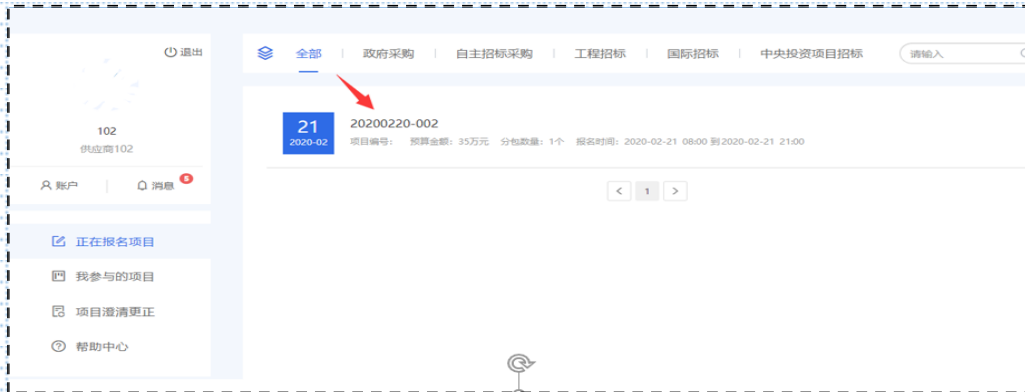 退出
102
供应商102
账户
消息 5
正在报名项目
我参与的项目
项目澄清更正
帮助中心
全部 政府采购 自主招标采购 工程招标 国际招标 中央投资项目招标 请输入
21
2020-02
20200220-002
项目编号： 预算金额：35万元 分包数量：1个 报名时间：2020-02-21 08:00 到2020-02-21 21:00
< 1 >